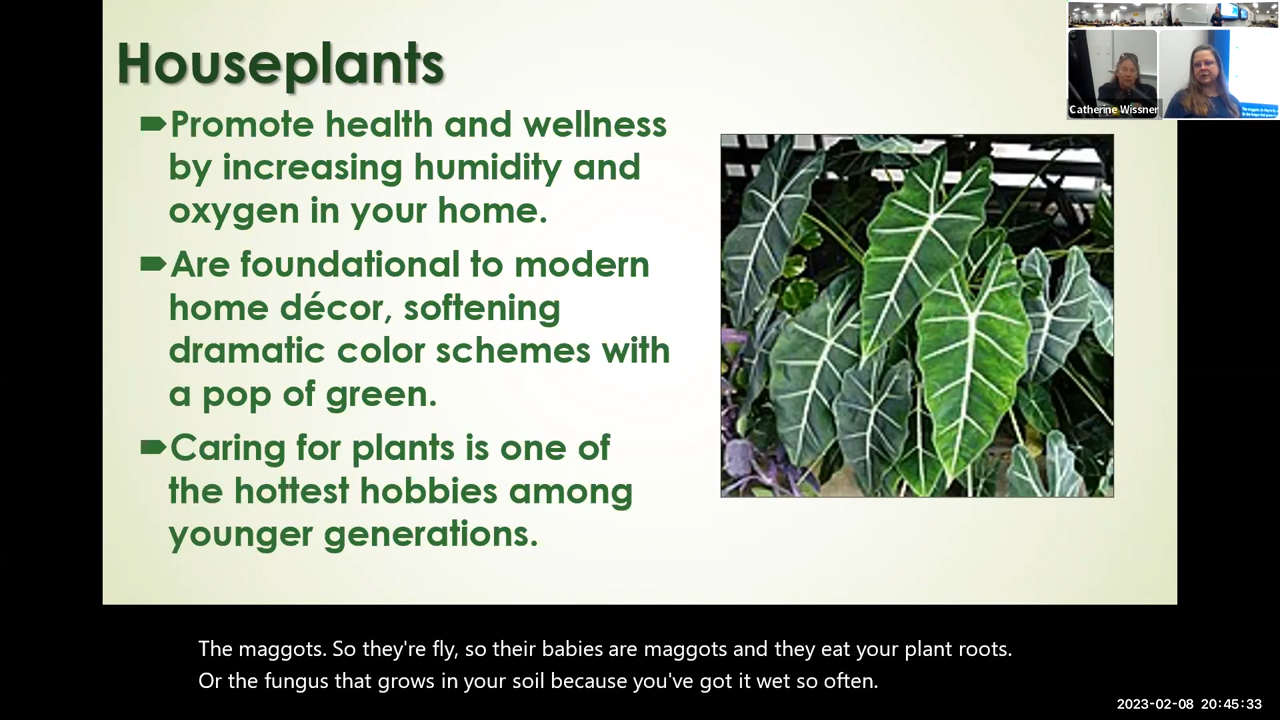 Houseplants
Promote health and wellness
by increasing humidity and
oxygen in your home.
Are foundational to modern
home décor, softening
dramatic color schemes with
a pop of green.
Caring for plants is one of
the hottest hobbies among
younger generations.
Catherine Wissner
The maggots. So they're fly, so their babies are maggots and they eat your plant roots.
Or the fungus that grows in your soil because you've got it wet so often.
2023-02-08 20:45:33